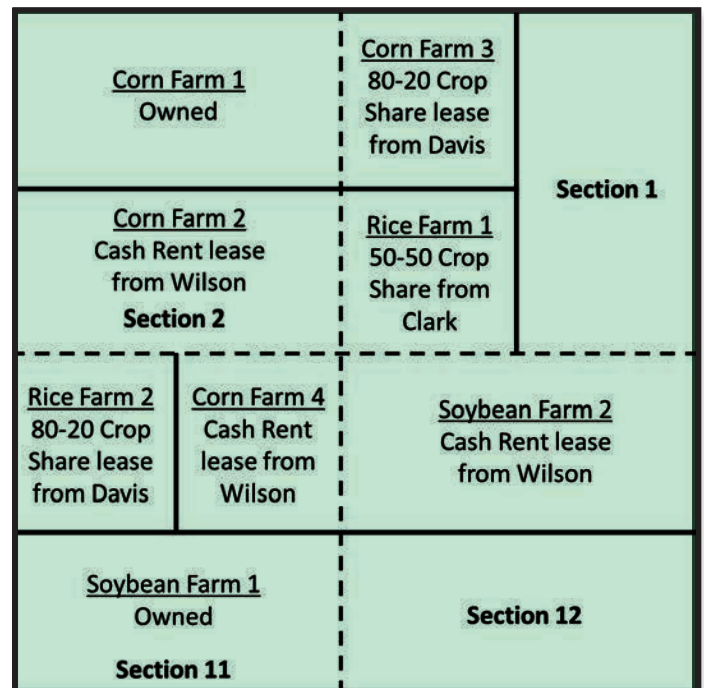 Corn Farm 1
Owned
Corn Farm 3
80-20 Crop
Share lease
from Davis
Section 1
Corn Farm 2
Cash Rent lease
from Wilson
Section 2
Rice Farm 1
50-50 Crop
Share from
Clark
Rice Farm 2
80-20 Crop
Share lease
from Davis
Corn Farm 4
Cash Rent
lease from
Wilson
Soybean Farm 2
Cash Rent lease
from Wilson
Soybean Farm 1
Owned
Section 11
Section 12